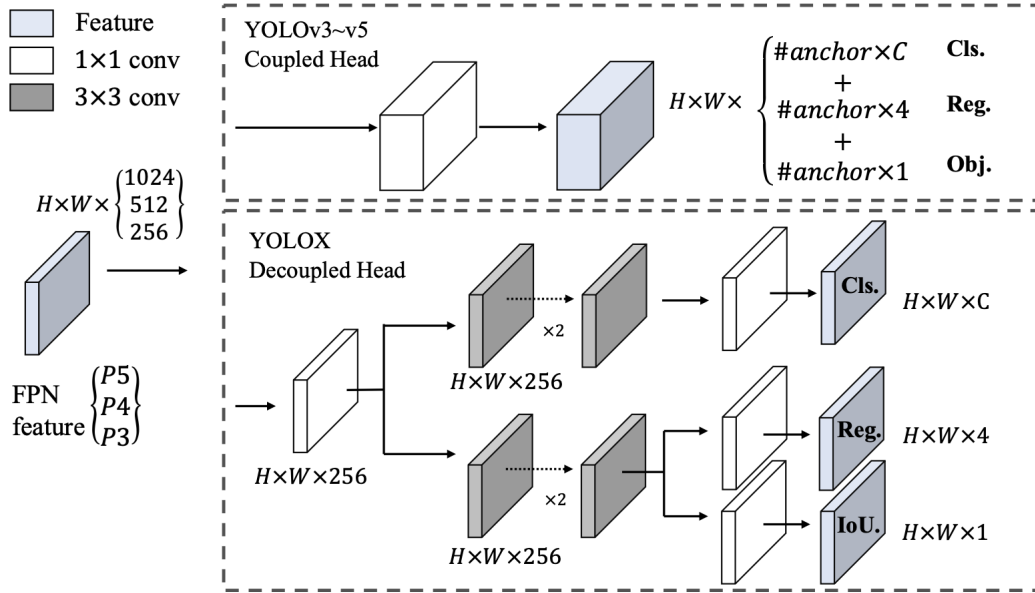 Feature
1×1 conv
3×3 conv
H×W×{1024
512
256}
FPN
feature
{P5
P4
P3}
YOLOv3~v5
Coupled Head
H×W×
#anchor×C Cls.
+
#anchor×4 Reg.
+
#anchor×1 Obj.
YOLOX
Decoupled Head
H×W×256
×2
H×W×256
Cls.
H×W×C
×2
H×W×256
Reg.
H×W×4
IoU.
H×W×1